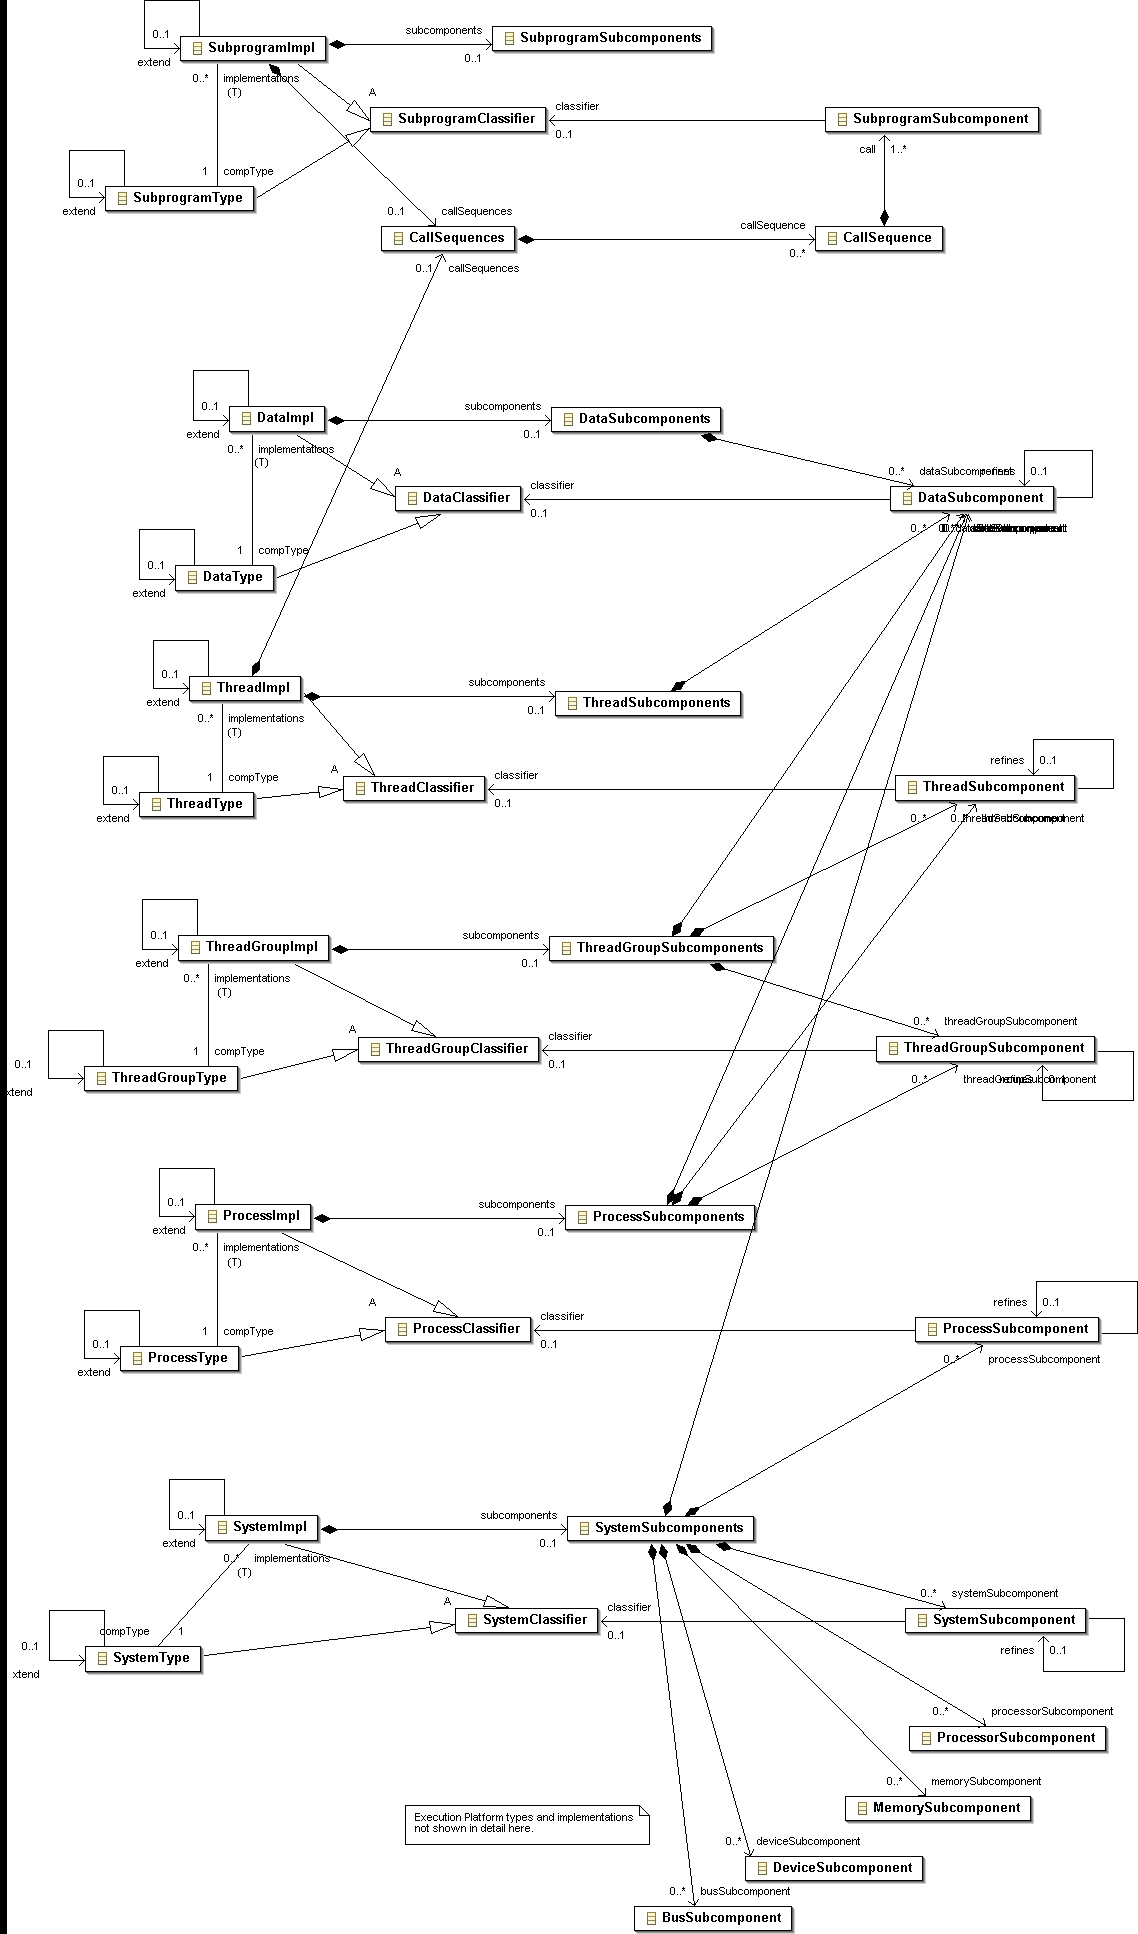 0..1
extend
SubprogramImpl
subcomponents
0..1
SubprogramSubcomponents
0..*
implementations
(T)
A
SubprogramClassifier
classifier
0..1
SubprogramSubcomponent
call
1..*
1
compType
0..1
extend
SubprogramType
0..1
callSequences
CallSequences
callSequence
0..*
CallSequence
0..1
callSequences
0..1
extend
DataImpl
subcomponents
0..1
DataSubcomponents
0..*
implementations
(T)
A
DataClassifier
classifier
0..1
0..*
dataSubcomponent
refines
0..1
DataSubcomponent
0..*
1
compType
0..1
extend
DataType
0..1
extend
ThreadImpl
subcomponents
0..1
ThreadSubcomponents
0..*
implementations
(T)
A
ThreadClassifier
classifier
0..1
refines
0..1
ThreadSubcomponent
0..*
1
compType
0..1
extend
ThreadType
0..1
extend
ThreadGroupImpl
subcomponents
0..1
ThreadGroupSubcomponents
0..*
implementations
(T)
A
ThreadGroupClassifier
classifier
0..1
0..*
threadGroupSubcomponent
ThreadGroupSubcomponent
0..*
threadGroupSubcomponent
refines
0..1
1
compType
0..1
xtend
ThreadGroupType
0..1
extend
ProcessImpl
subcomponents
0..1
ProcessSubcomponents
0..*
implementations
(T)
A
ProcessClassifier
classifier
0..1
refines
0..1
ProcessSubcomponent
0..*
processSubcomponent
1
compType
0..1
extend
ProcessType
0..1
extend
SystemImpl
subcomponents
0..1
SystemSubcomponents
0..*
implementations
(T)
A
SystemClassifier
classifier
0..1
0..*
systemSubcomponent
SystemSubcomponent
refines
0..1
compType
1
0..1
xtend
SystemType
0..*
processorSubcomponent
ProcessorSubcomponent
0..*
memorySubcomponent
MemorySubcomponent
Execution Platform types and implementations
not shown in detail here.
0..*
deviceSubcomponent
DeviceSubcomponent
0..*
busSubcomponent
BusSubcomponent